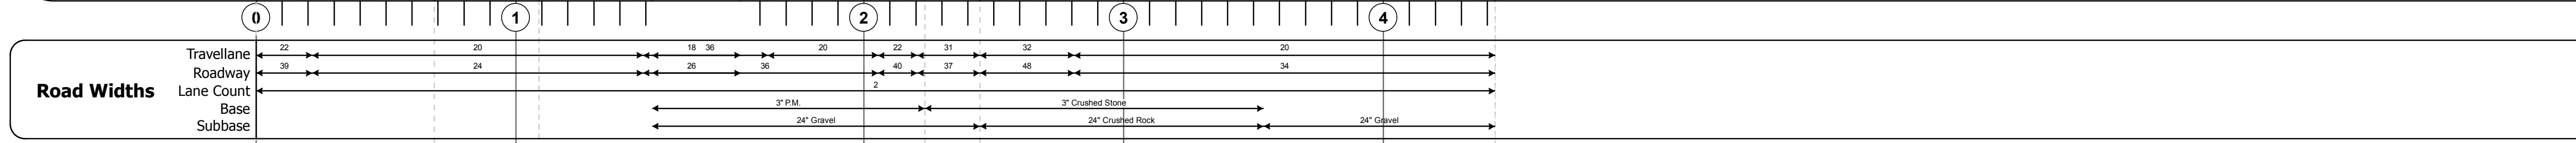 0 1 2 3 4
Travellane 22 20 18 36 20 22 31 32 20
Roadway 39 24 26 36 40 37 48 34
Road Widths
Lane Count 2
Base 3" P.M. 3" Crushed Stone
Subbase 24" Gravel 24" Crushed Rock 24" Gravel